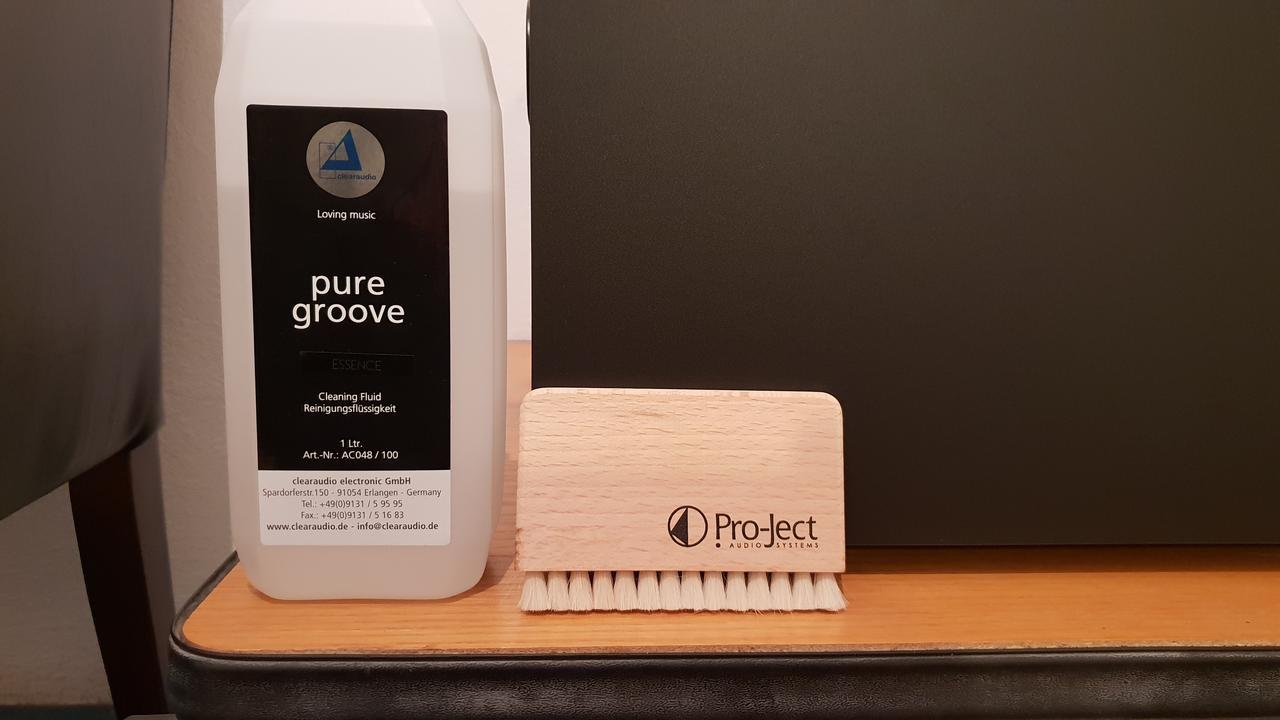 clearaudio
Loving music
pure
groove
ESSENCE
Cleaning Fluid
Reinigungsflüssigkeit
1 Ltr.
Art.-Nr.: AC048 / 100
clearaudio electronic GmbH
Spardorferstr.150 - 91054 Erlangen - Germany
Tel.: +49(0)9131 / 5 95 95
Fax.: +49(0)9131 / 5 16 83
www.clearaudio.de - info@clearaudio.de
Pro-Ject
AUDIO SYSTEMS